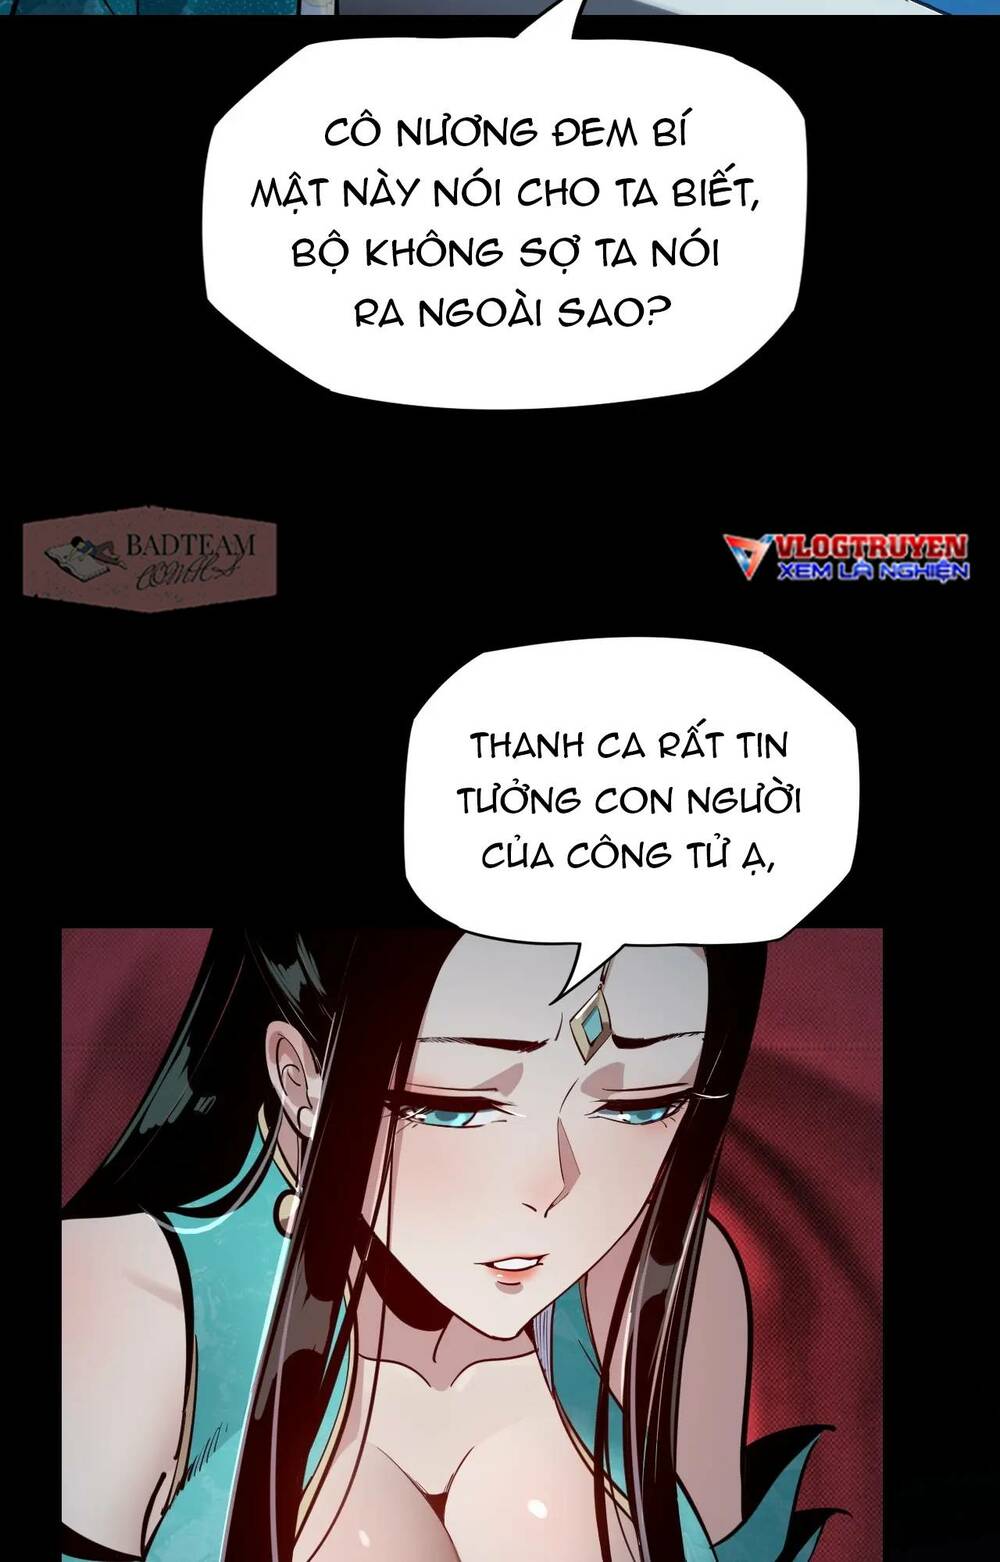 CÔ NƯƠNG ĐEM BÍ
MẬT NÀY NÓI CHO TA BIẾT,
BỘ KHÔNG SỢ TA NÓI
RA NGOÀI SAO?
BADTEAM
COMICS
VLOGTRUYEN
XEM LÀ NGHIỆN
THANH CA RẤT TIN
TƯỞNG CON NGƯỜI
CỦA CÔNG TỬ Ạ,